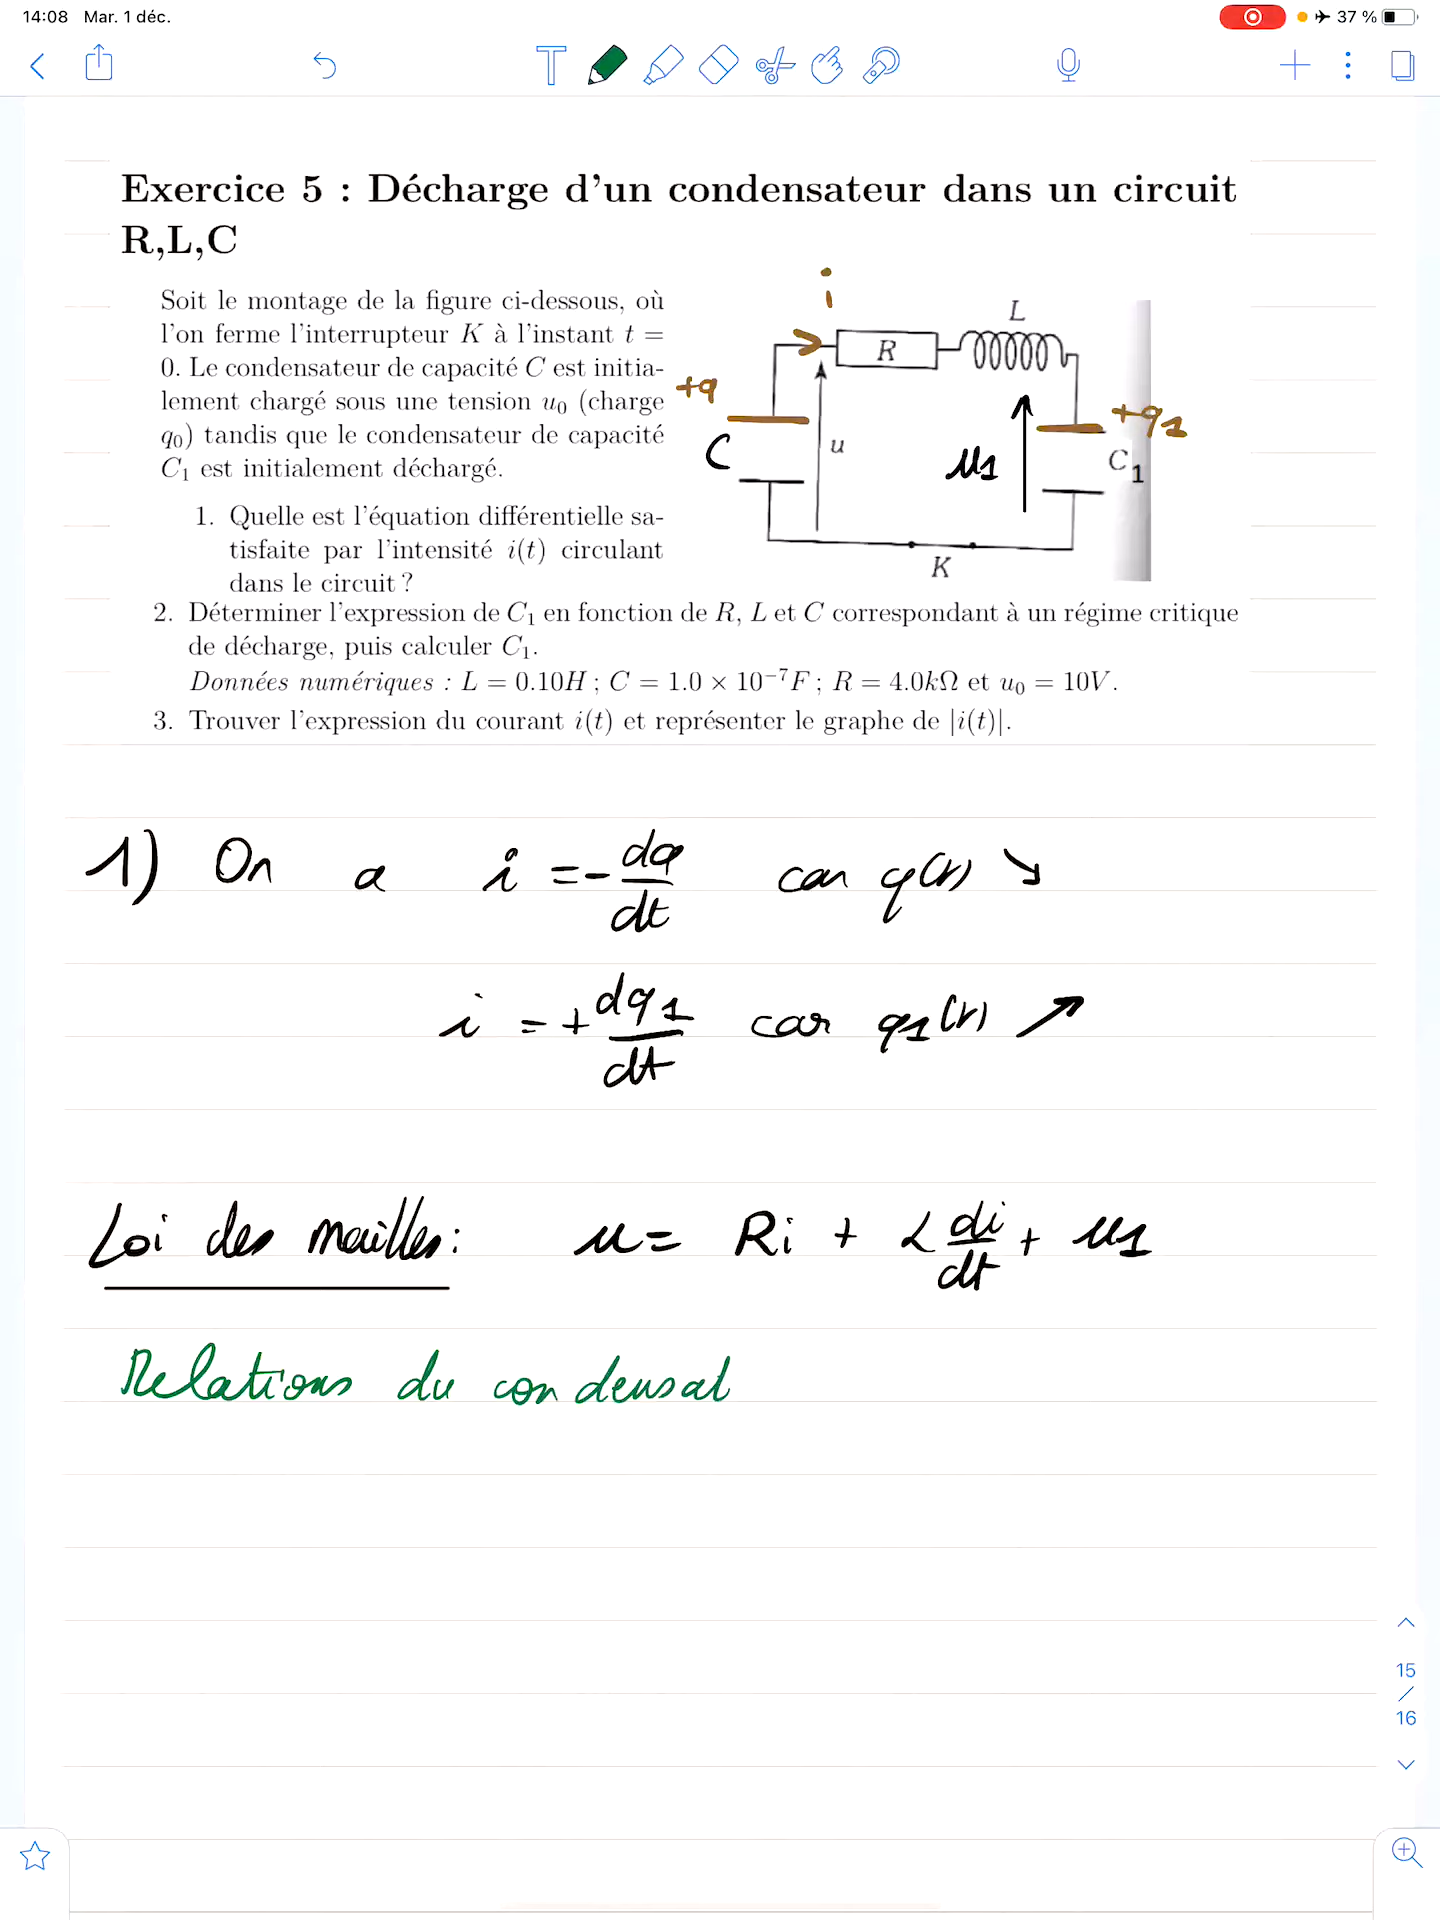 14:08 Mar. 1 déc.
37 %
Exercice 5 : Décharge d'un condensateur dans un circuit
R,L,C
Soit le montage de la figure ci-dessous, où
l'on ferme l'interrupteur K à l'instant t =
0. Le condensateur de capacité C est initia-
lement chargé sous une tension u₀ (charge
q₀) tandis que le condensateur de capacité
C₁ est initialement déchargé.
1. Quelle est l'équation différentielle sa-
tisfaite par l'intensité i(t) circulant
dans le circuit ?
i
R
L
+q
C
u
u₁
+q₁
C₁
K
2. Déterminer l'expression de C₁ en fonction de R, L et C correspondant à un régime critique
de décharge, puis calculer C₁.
Données numériques : L = 0.10H ; C = 1.0 × 10⁻⁷F ; R = 4.0kΩ et u₀ = 10V.
3. Trouver l'expression du courant i(t) et représenter le graphe de |i(t)|.
1) On a i = - dq/dt car q(t) ↘
i = + dq₁/dt car q₁(t) ↗
Loi des mailles : u = Ri + L di/dt + u₁
Relations du condensat
15
/
16